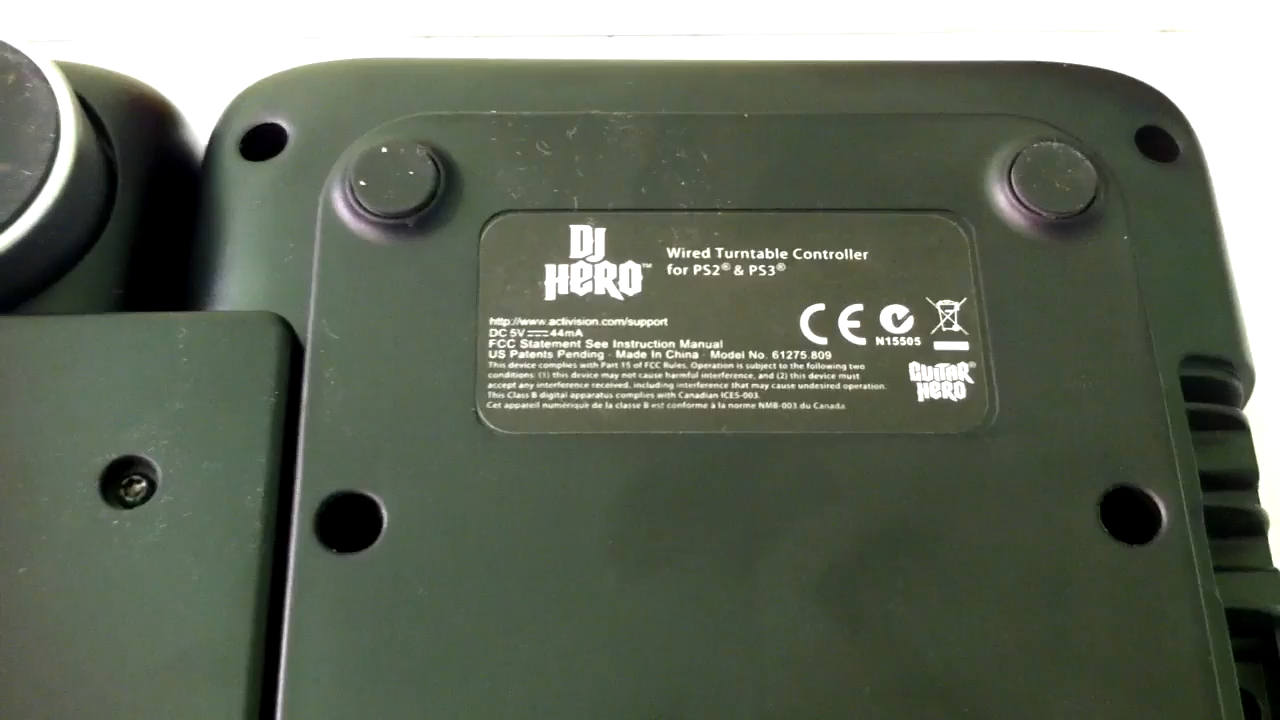 DJ
HERO™
Wired Turntable Controller
for PS2® & PS3®
http://www.activision.com/support
DC 5V ⎓ 44mA
FCC Statement See Instruction Manual
US Patents Pending · Made In China · Model No. 61275.809
This device complies with Part 15 of FCC Rules. Operation is subject to the following two
conditions: (1) this device may not cause harmful interference, and (2) this device must
accept any interference received, including interference that may cause undesired operation.
This Class B digital apparatus complies with Canadian ICES-003.
Cet appareil numérique de la classe B est conforme à la norme NMB-003 du Canada.
CE
N15505
GUITAR
HERO®